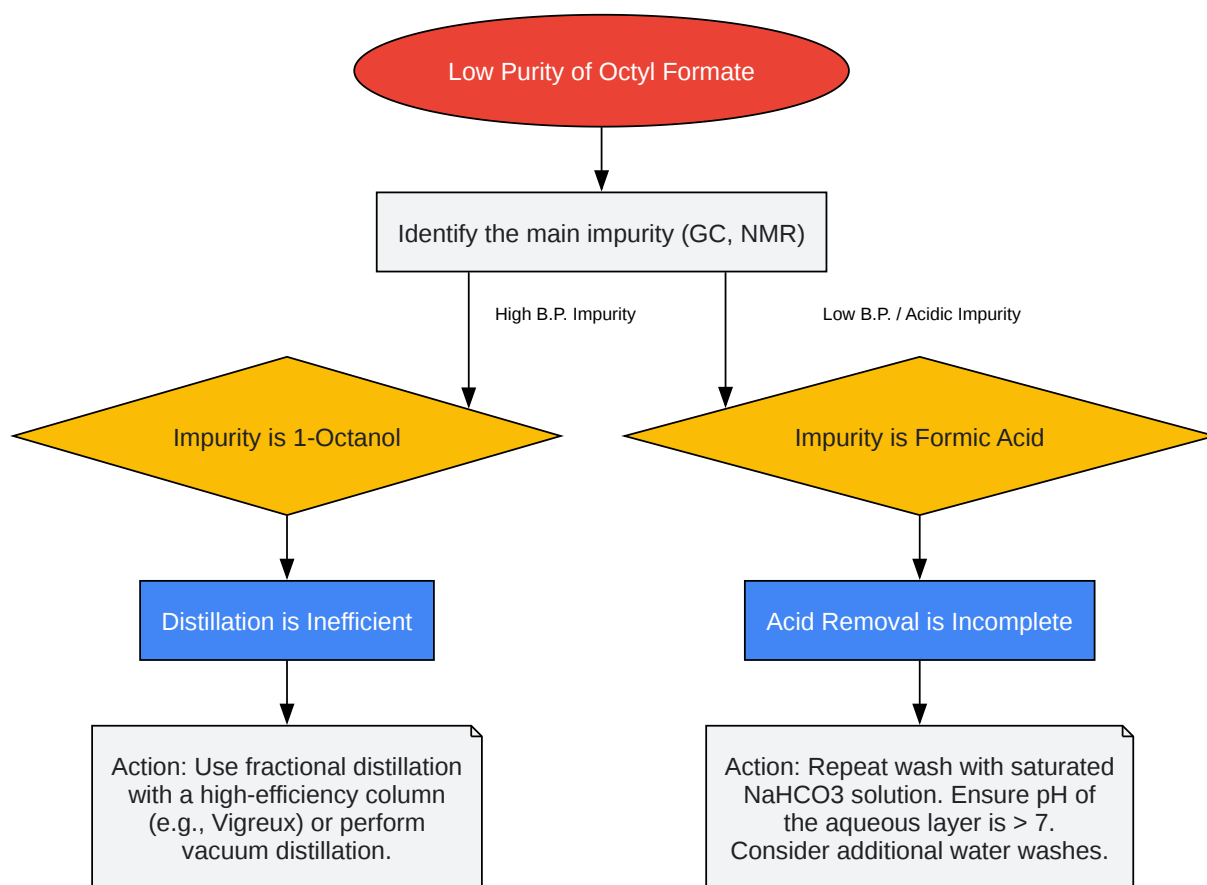 Low Purity of Octyl Formate
Identify the main impurity (GC, NMR)
High B.P. Impurity
Low B.P. / Acidic Impurity
Impurity is 1-Octanol
Impurity is Formic Acid
Distillation is Inefficient
Acid Removal is Incomplete
Action: Use fractional distillation
with a high-efficiency column
(e.g., Vigreux) or perform
vacuum distillation.
Action: Repeat wash with saturated
NaHCO3 solution. Ensure pH of
the aqueous layer is > 7.
Consider additional water washes.